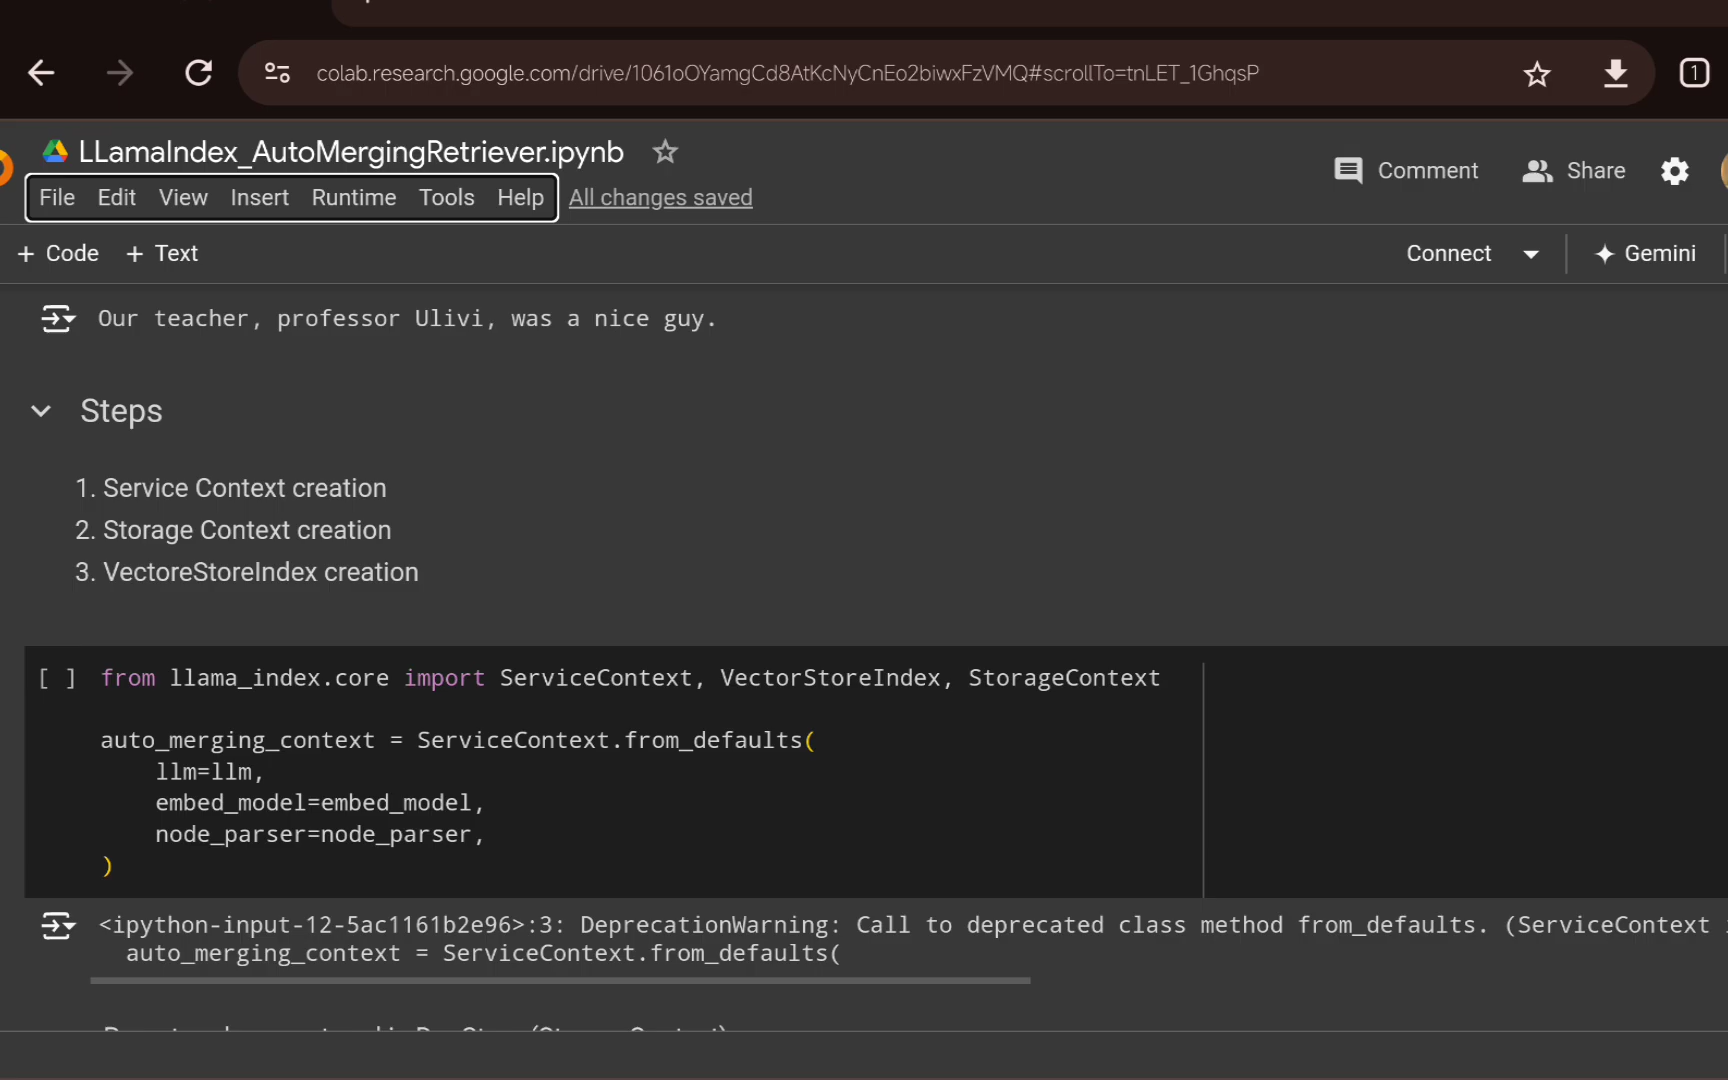 colab.research.google.com/drive/1061oOYamgCd8AtKcNyCnEo2biwxFzVMQ#scrollTo=tnLET_1GhqsP
1
LLamaIndex_AutoMergingRetriever.ipynb
Comment Share
File Edit View Insert Runtime Tools Help All changes saved
+ Code + Text Connect Gemini
Our teacher, professor Ulivi, was a nice guy.
Steps
1. Service Context creation
2. Storage Context creation
3. VectoreStoreIndex creation
[ ] from llama_index.core import ServiceContext, VectorStoreIndex, StorageContext
auto_merging_context = ServiceContext.from_defaults(
llm=llm,
embed_model=embed_model,
node_parser=node_parser,
)
<ipython-input-12-5ac1161b2e96>:3: DeprecationWarning: Call to deprecated class method from_defaults. (ServiceContext
auto_merging_context = ServiceContext.from_defaults(